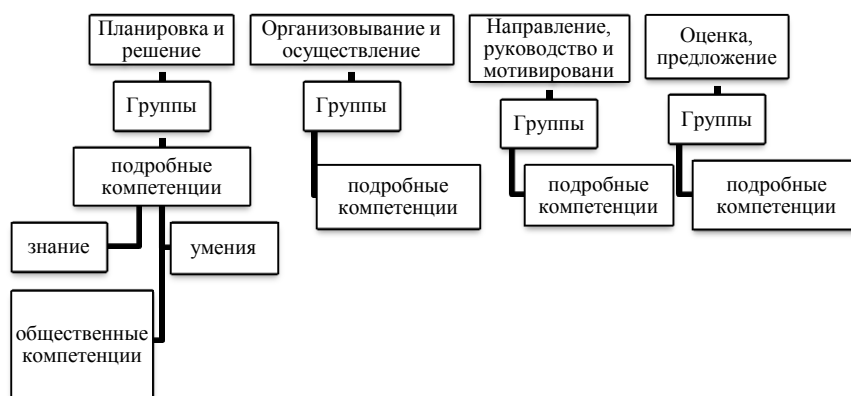 Планировка и
решение
Организовывание и
осуществление
Направление,
руководство и
мотивировани
Оценка,
предложение
Группы
Группы
Группы
Группы
подробные
компетенции
подробные
компетенции
подробные
компетенции
подробные
компетенции
знание
умения
общественные
компетенции